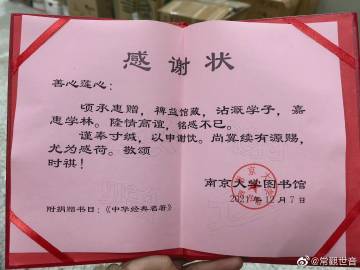 感谢状
善心莲心：
顷承惠赠，裨益馆藏，沾溉学子，嘉
惠学林。隆情高谊，铭感不已。
谨奉寸缄，以申谢忱。尚冀续有源赐，
尤为感荷。敬颂
时祺！
南京大学图书馆
2021年12月7日
附捐赠书目：《中华经典名著》
@常觀世音